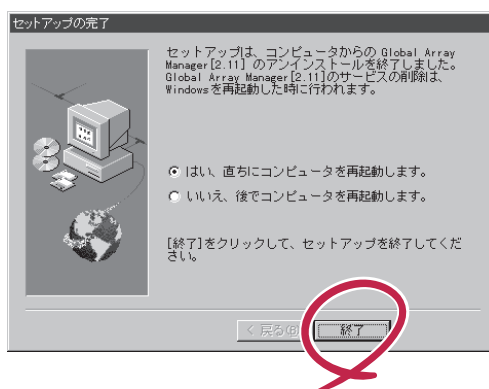 セットアップの完了
セットアップは、コンピュータからの Global Array
Manager[2.11] のアンインストールを終了しました。
Global Array Manager[2.11]のサービスの削除は、
Windowsを再起動した時に行われます。
はい、直ちにコンピュータを再起動します。
いいえ、後でコンピュータを再起動します。
[終了]をクリックして、セットアップを終了してくだ
さい。
< 戻る(B) 終了